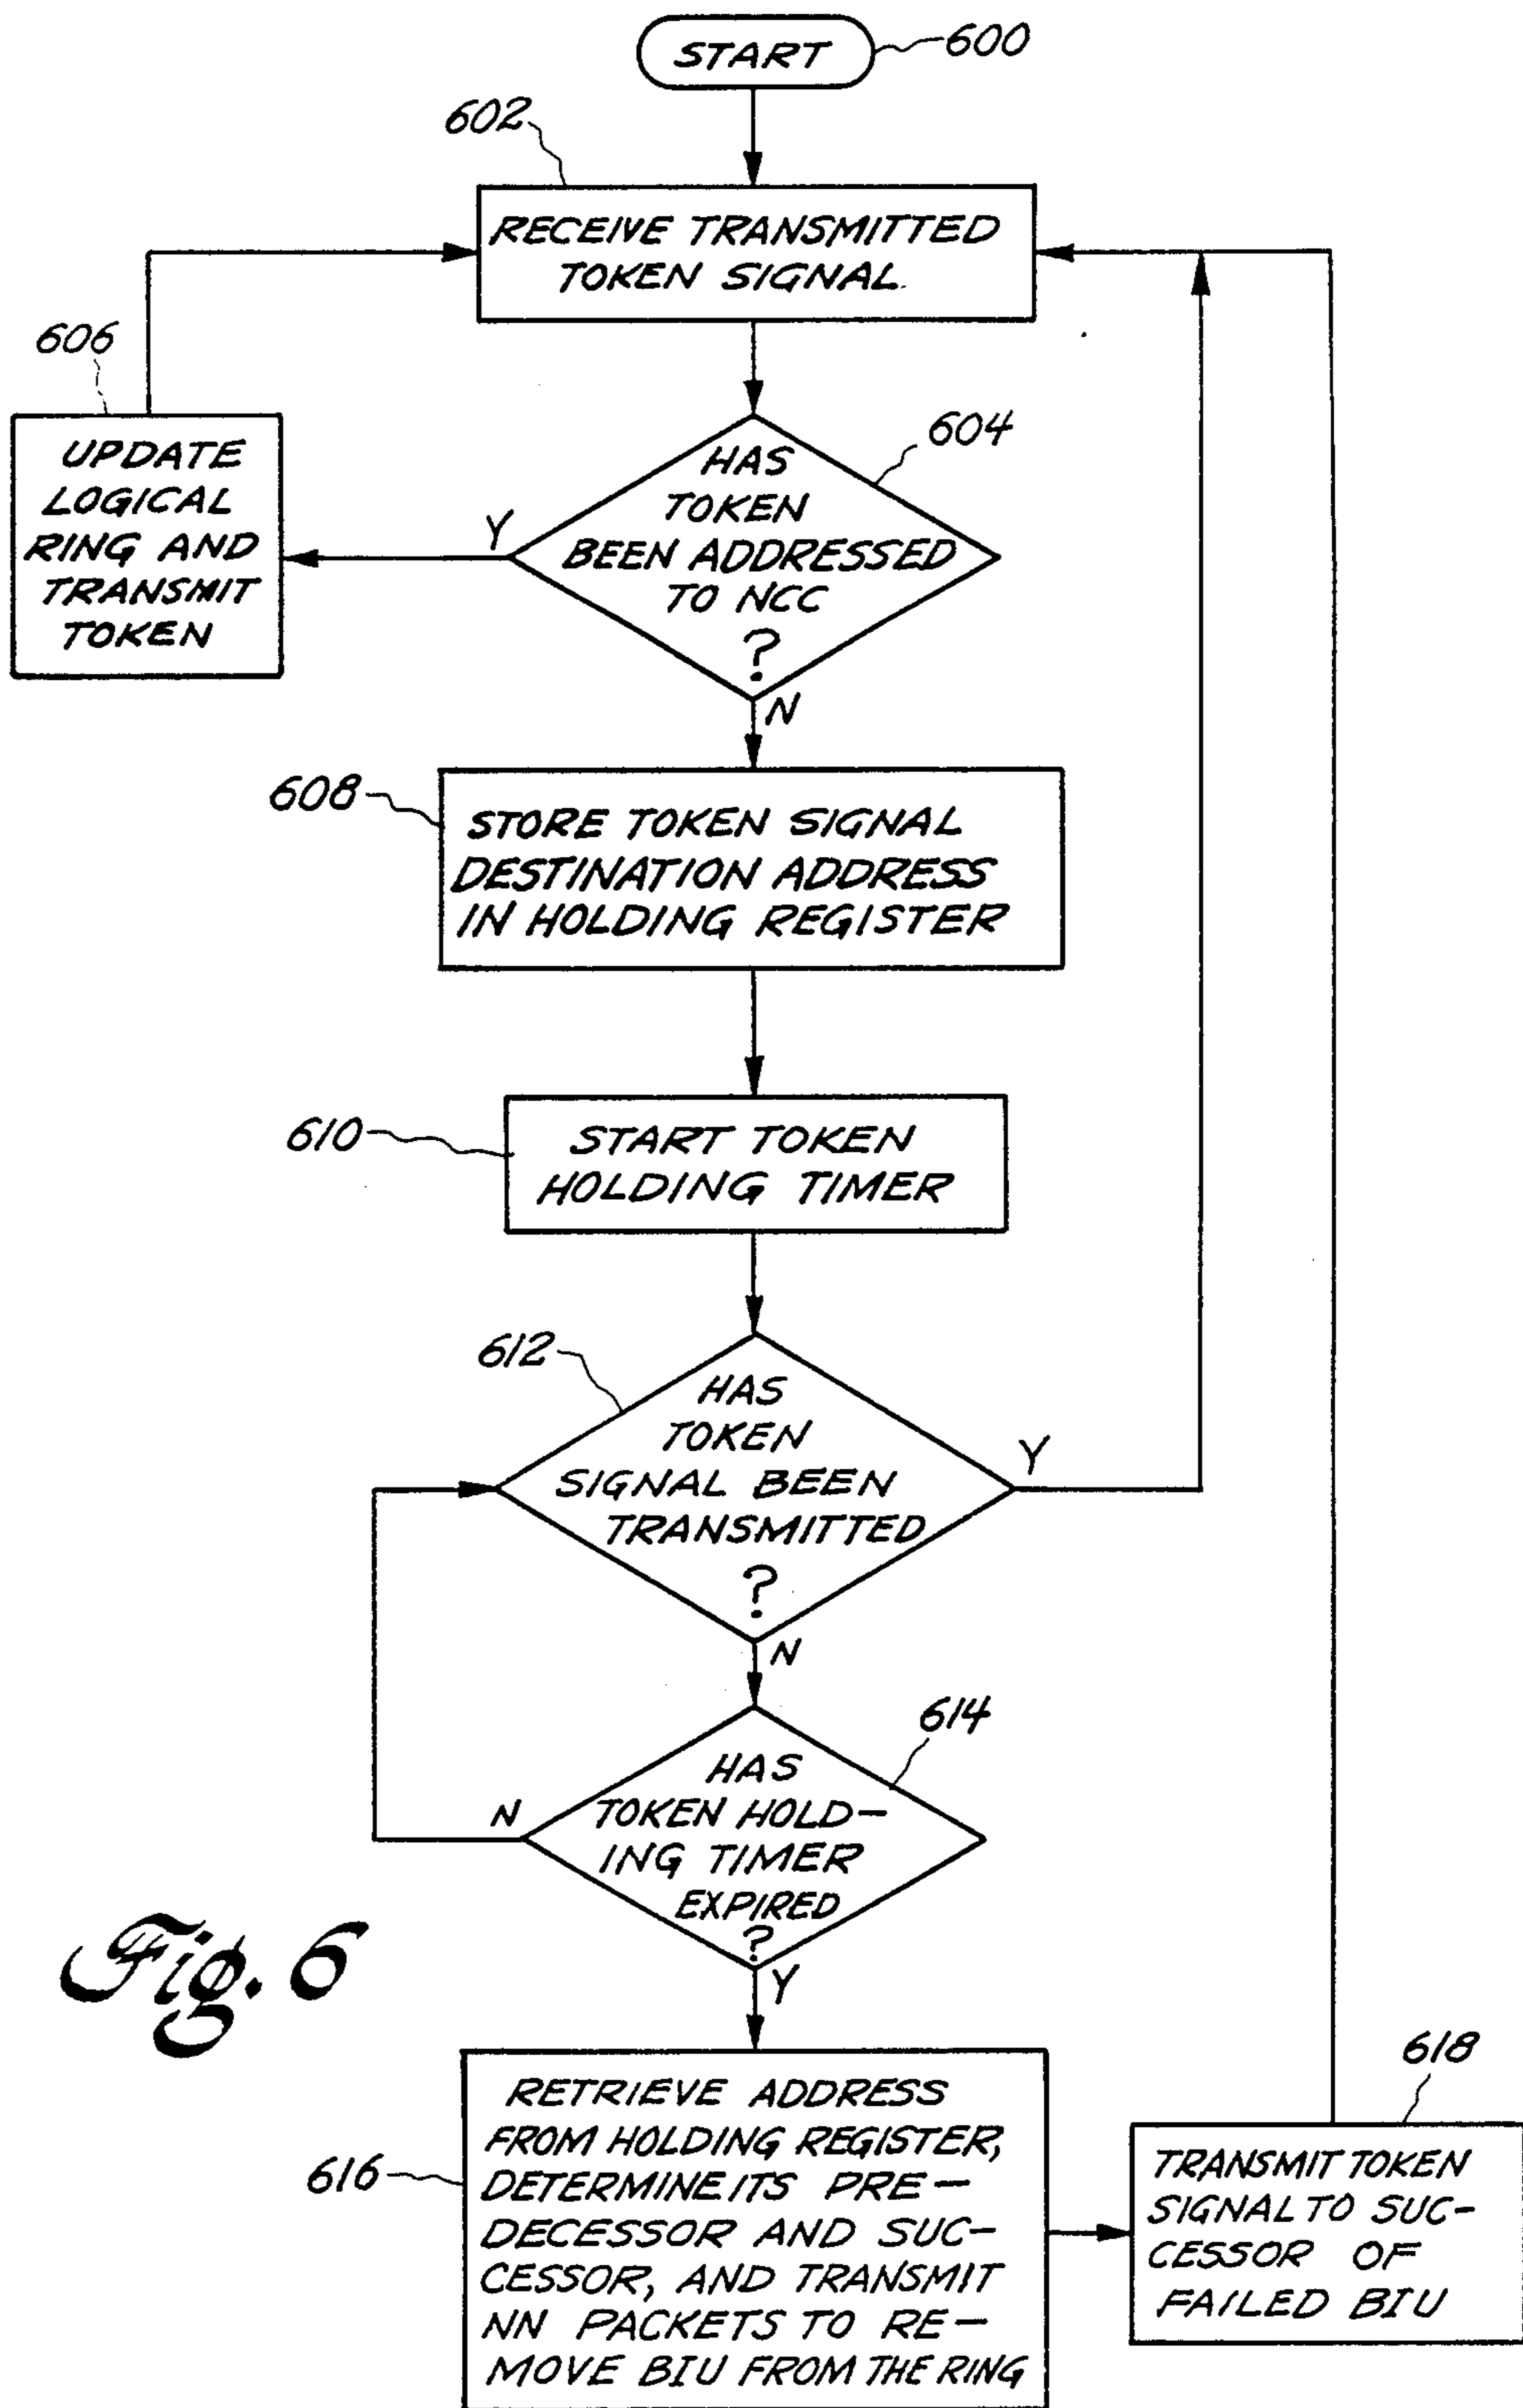 START
600
602
RECEIVE TRANSMITTED
TOKEN SIGNAL.
606
UPDATE
LOGICAL
RING AND
TRANSMIT
TOKEN
604
HAS
TOKEN
BEEN ADDRESSED
TO NCC
?
Y
N
608
STORE TOKEN SIGNAL
DESTINATION ADDRESS
IN HOLDING REGISTER
610
START TOKEN
HOLDING TIMER
612
HAS
TOKEN
SIGNAL BEEN
TRANSMITTED
?
Y
N
614
HAS
TOKEN HOLD-
ING TIMER
EXPIRED
?
N
Y
Fig. 6
616
RETRIEVE ADDRESS
FROM HOLDING REGISTER,
DETERMINE ITS PRE-
DECESSOR AND SUC-
CESSOR, AND TRANSMIT
NN PACKETS TO RE-
MOVE BIU FROM THE RING
618
TRANSMIT TOKEN
SIGNAL TO SUC-
CESSOR OF
FAILED BIU